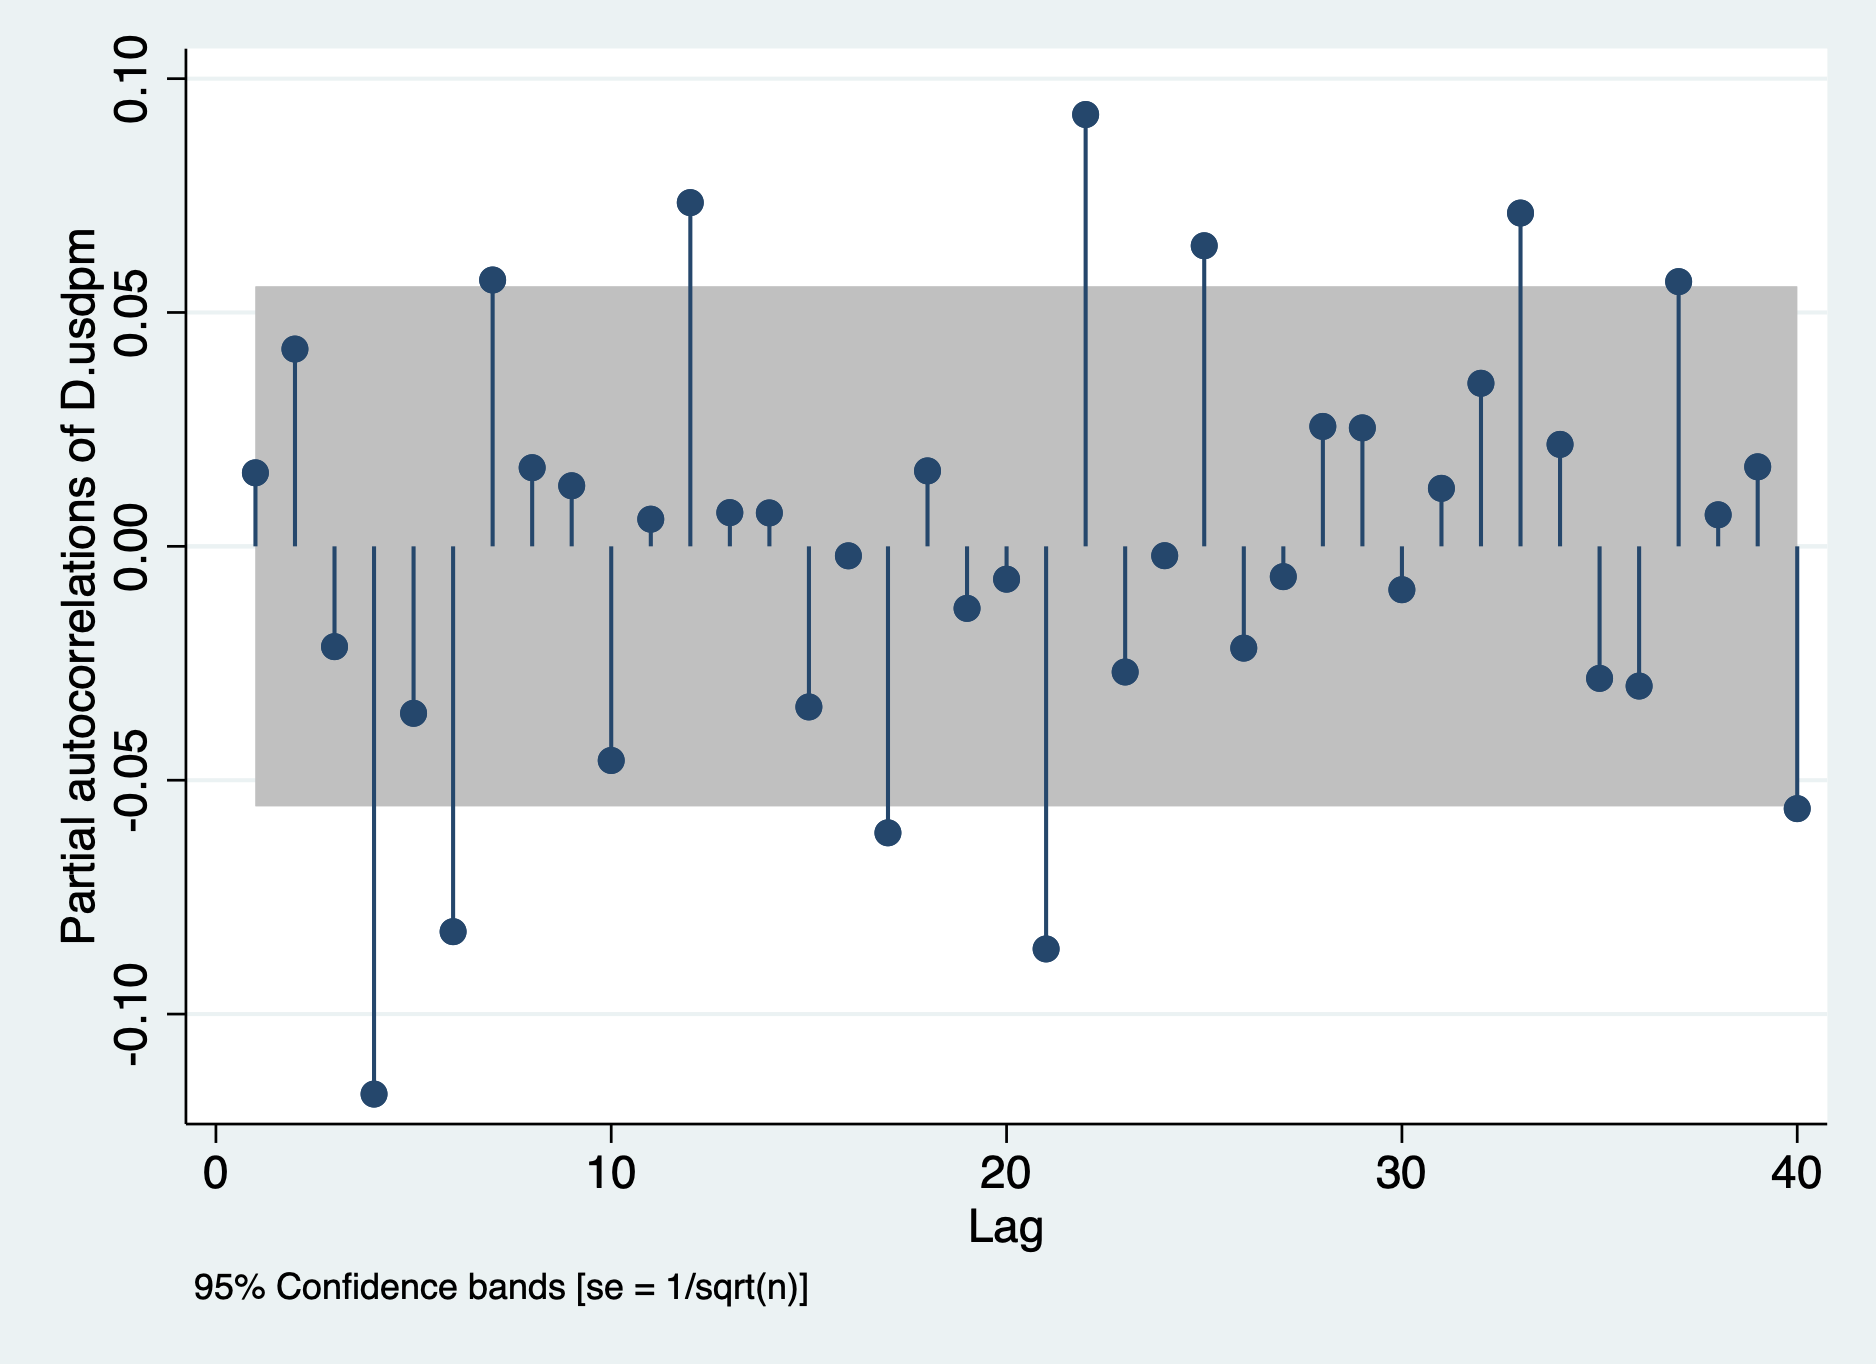 Partial autocorrelations of D.usdpm
0.10
0.05
0.00
-0.05
-0.10
0 10 20 30 40
Lag
95% Confidence bands [se = 1/sqrt(n)]